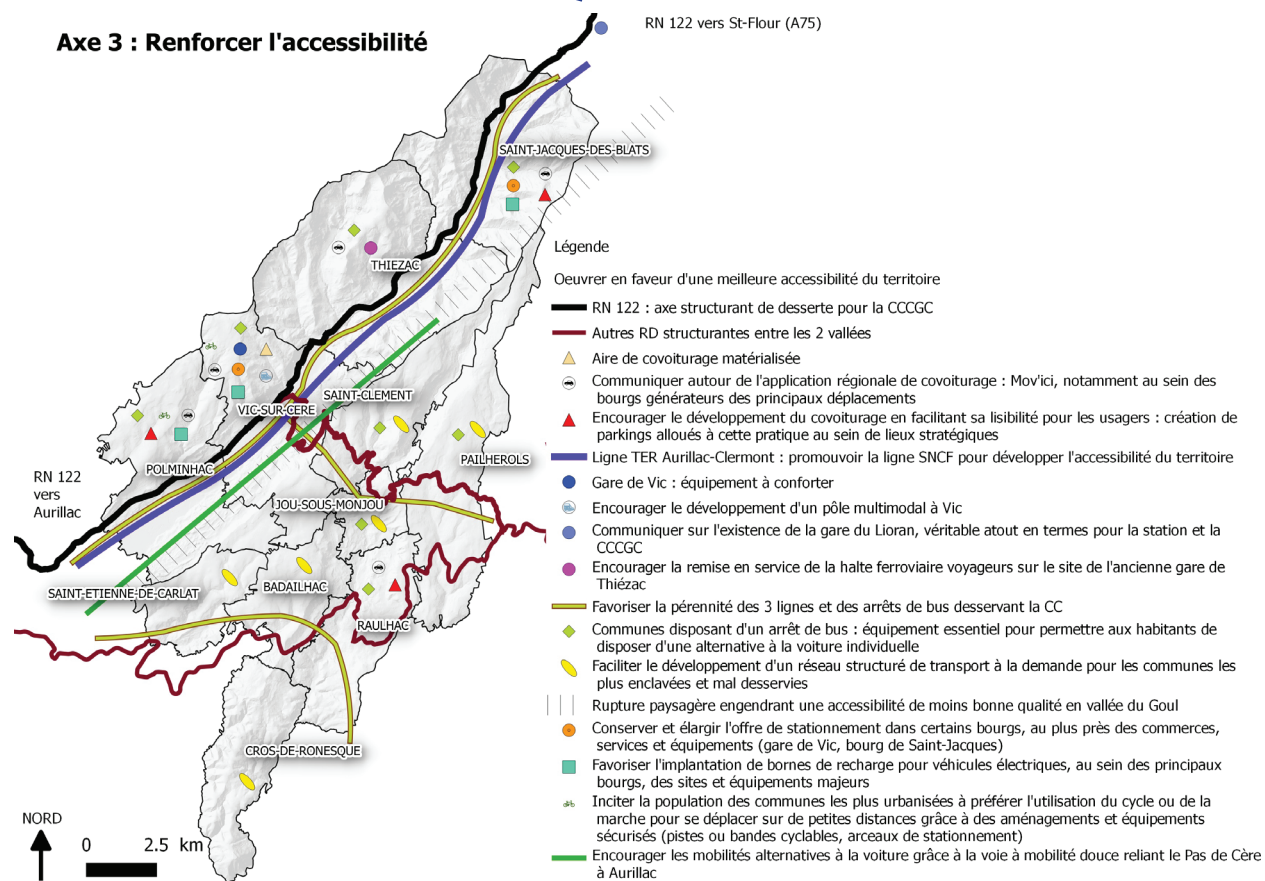 RN 122 vers St-Flour (A75)
Axe 3 : Renforcer l'accessibilité
SAINT-JACQUES-DES-BLATS
THIEZAC
SAINT-CLEMENT
VIC-SUR-CERE
POLMINHAC
PAILHEROLS
RN 122
vers
Aurillac
JOU-SOUS-MONJOU
SAINT-ETIENNE-DE-CARLAT
BADAILHAC
RAULHAC
CROS-DE-RONESQUE
NORD
0 2.5 km
Légende
Oeuvrer en faveur d'une meilleure accessibilité du territoire
RN 122 : axe structurant de desserte pour la CCCGC
Autres RD structurantes entre les 2 vallées
Aire de covoiturage matérialisée
Communiquer autour de l'application régionale de covoiturage : Mov'ici, notamment au sein des
bourgs générateurs des principaux déplacements
Encourager le développement du covoiturage en facilitant sa lisibilité pour les usagers : création de
parkings alloués à cette pratique au sein de lieux stratégiques
Ligne TER Aurillac-Clermont : promouvoir la ligne SNCF pour développer l'accessibilité du territoire
Gare de Vic : équipement à conforter
Encourager le développement d'un pôle multimodal à Vic
Communiquer sur l'existence de la gare du Lioran, véritable atout en termes pour la station et la
CCCGC
Encourager la remise en service de la halte ferroviaire voyageurs sur le site de l'ancienne gare de
Thiézac
Favoriser la pérennité des 3 lignes et des arrêts de bus desservant la CC
Communes disposant d'un arrêt de bus : équipement essentiel pour permettre aux habitants de
disposer d'une alternative à la voiture individuelle
Faciliter le développement d'un réseau structuré de transport à la demande pour les communes les
plus enclavées et mal desservies
Rupture paysagère engendrant une accessibilité de moins bonne qualité en vallée du Goul
Conserver et élargir l'offre de stationnement dans certains bourgs, au plus près des commerces,
services et équipements (gare de Vic, bourg de Saint-Jacques)
Favoriser l'implantation de bornes de recharge pour véhicules électriques, au sein des principaux
bourgs, des sites et équipements majeurs
Inciter la population des communes les plus urbanisées à préférer l'utilisation du cycle ou de la
marche pour se déplacer sur de petites distances grâce à des aménagements et équipements
sécurisés (pistes ou bandes cyclables, arceaux de stationnement)
Encourager les mobilités alternatives à la voiture grâce à la voie à mobilité douce reliant le Pas de Cère
à Aurillac